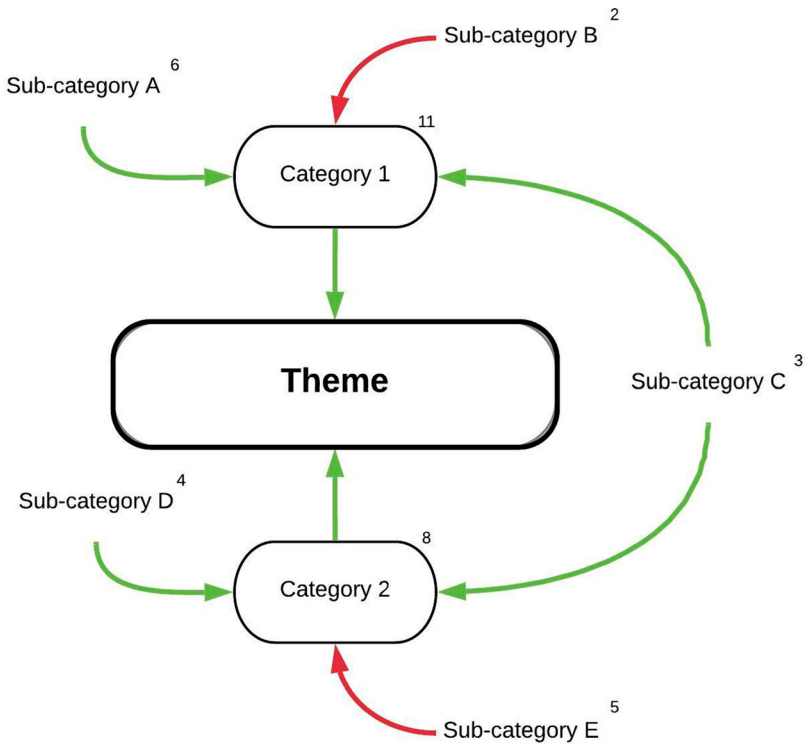 Sub-category B 2
Sub-category A 6
11
Category 1
Theme
Sub-category C 3
Sub-category D 4
8
Category 2
Sub-category E 5